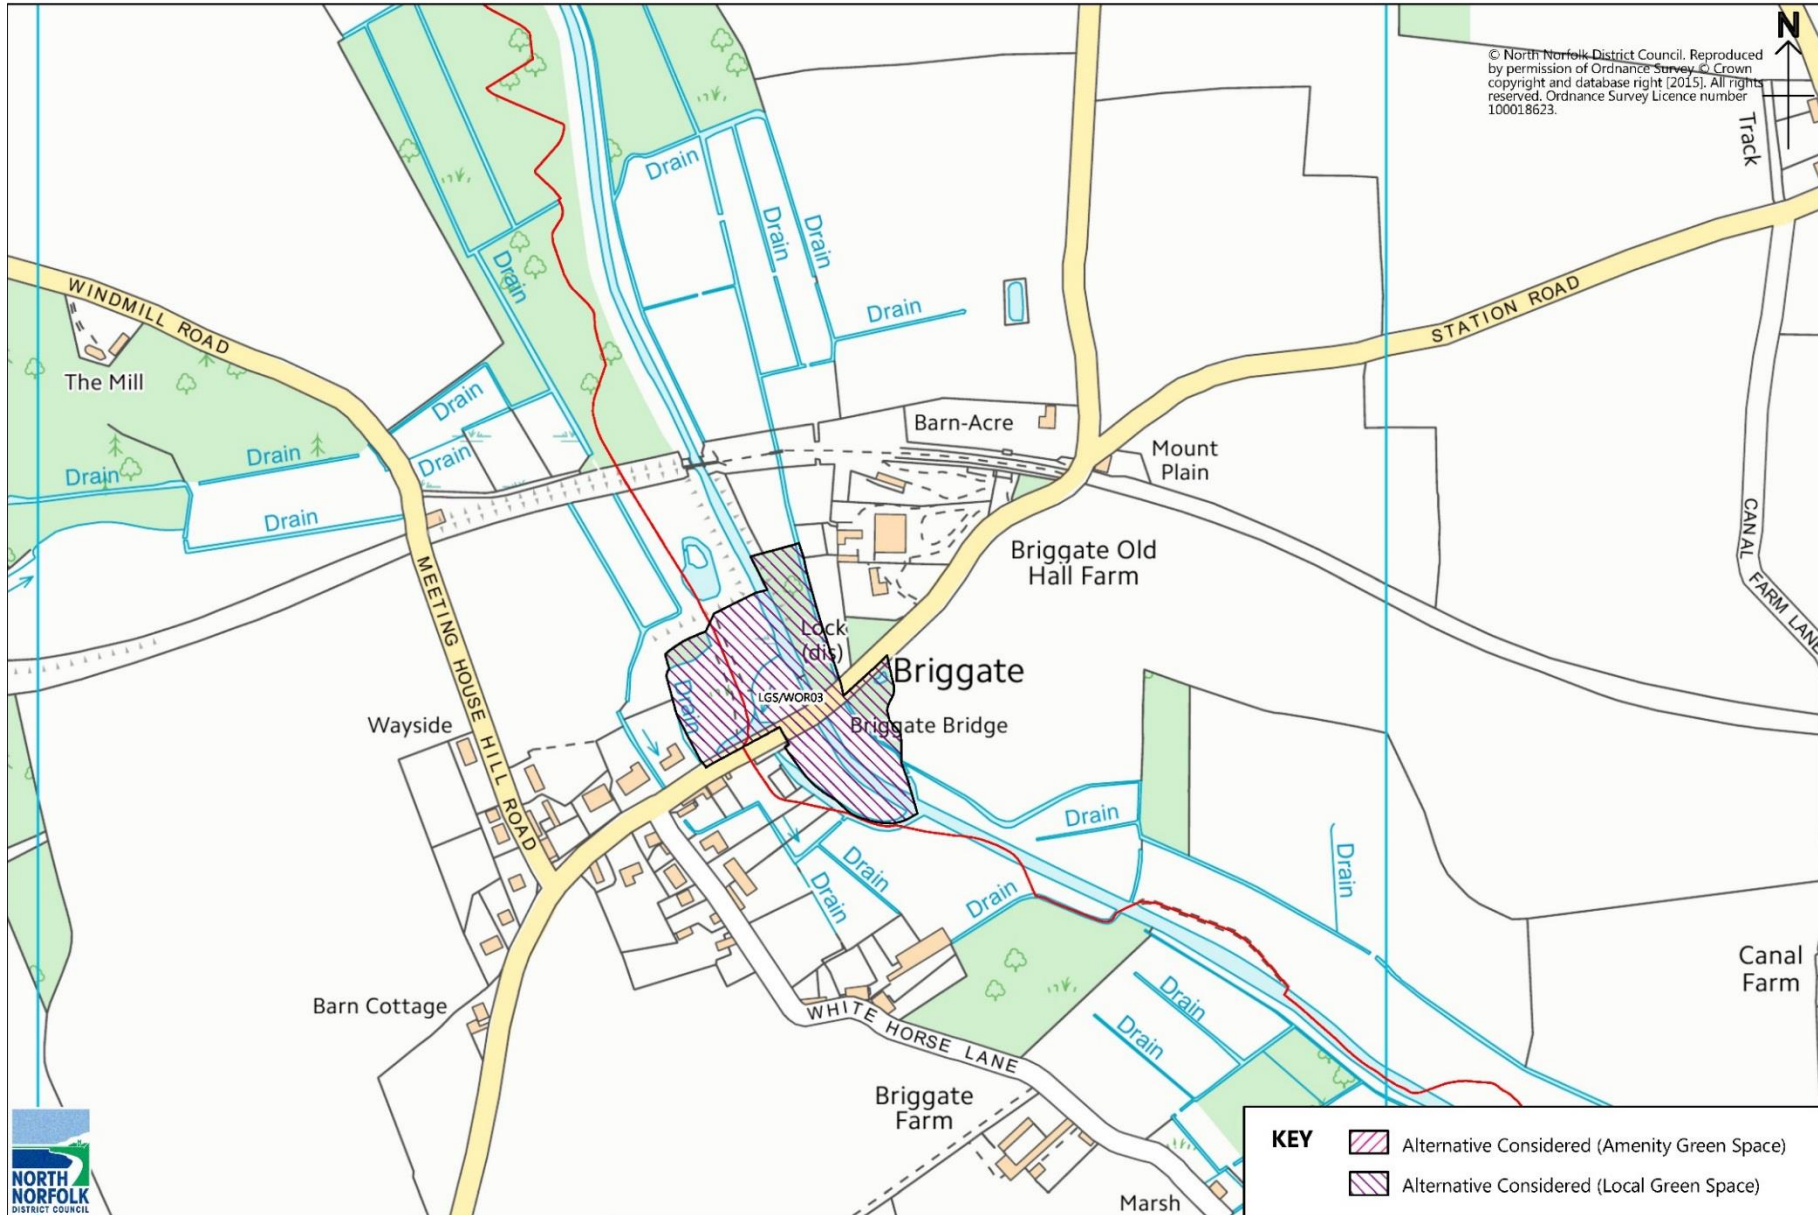 N
© North Norfolk District Council. Reproduced
by permission of Ordnance Survey. © Crown
copyright and database right [2015]. All rights
reserved. Ordnance Survey Licence number
100018623.
Track
Drain
Drain
Drain
Drain
Drain
WINDMILL ROAD
STATION ROAD
The Mill
Drain
Barn-Acre
Mount
Plain
Drain
Drain
Drain
Drain
CANAL FARM LANE
Briggate Old
Hall Farm
MEETING HOUSE HILL ROAD
Lock
(dis)
Briggate
Drain
LGS/WOR03
Wayside
Briggate Bridge
Drain
Drain
Drain
Drain
Drain
Canal
Farm
Barn Cottage
Drain
WHITE HORSE LANE
Drain
Briggate
Farm
Marsh
KEY
Alternative Considered (Amenity Green Space)
Alternative Considered (Local Green Space)
NORTH
NORFOLK
DISTRICT COUNCIL